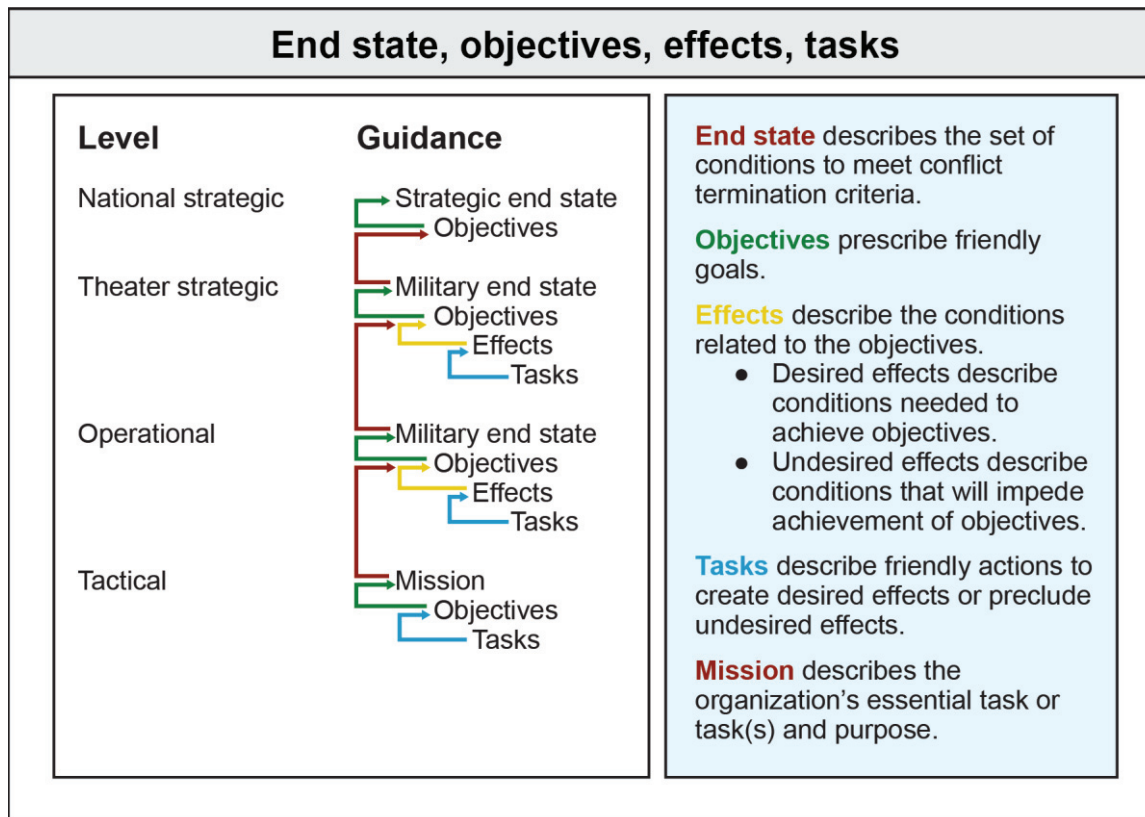 End state, objectives, effects, tasks
Level Guidance
National strategic Strategic end state
Objectives
Theater strategic Military end state
Objectives
Effects
Tasks
Operational Military end state
Objectives
Effects
Tasks
Tactical Mission
Objectives
Tasks
End state describes the set of
conditions to meet conflict
termination criteria.
Objectives prescribe friendly
goals.
Effects describe the conditions
related to the objectives.
● Desired effects describe
conditions needed to
achieve objectives.
● Undesired effects describe
conditions that will impede
achievement of objectives.
Tasks describe friendly actions to
create desired effects or preclude
undesired effects.
Mission describes the
organization’s essential task or
task(s) and purpose.